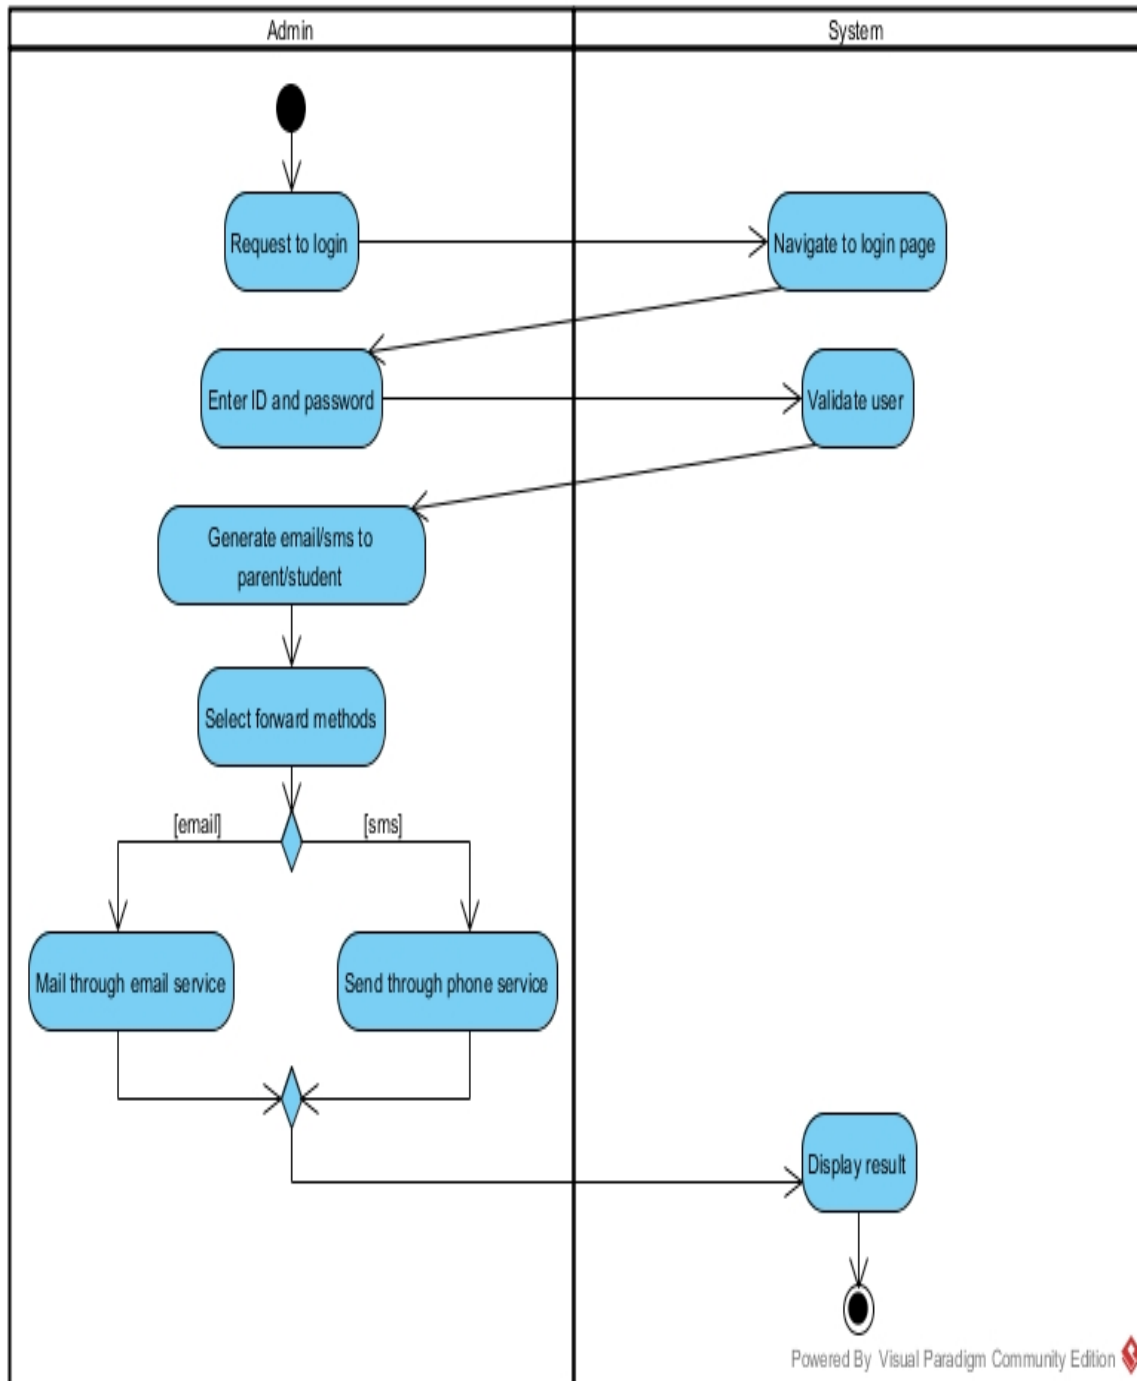 Admin
System
Request to login
Navigate to login page
Enter ID and password
Validate user
Generate email/sms to
parent/student
Select forward methods
[email]
[sms]
Mail through email service
Send through phone service
Display result
Powered By Visual Paradigm Community Edition